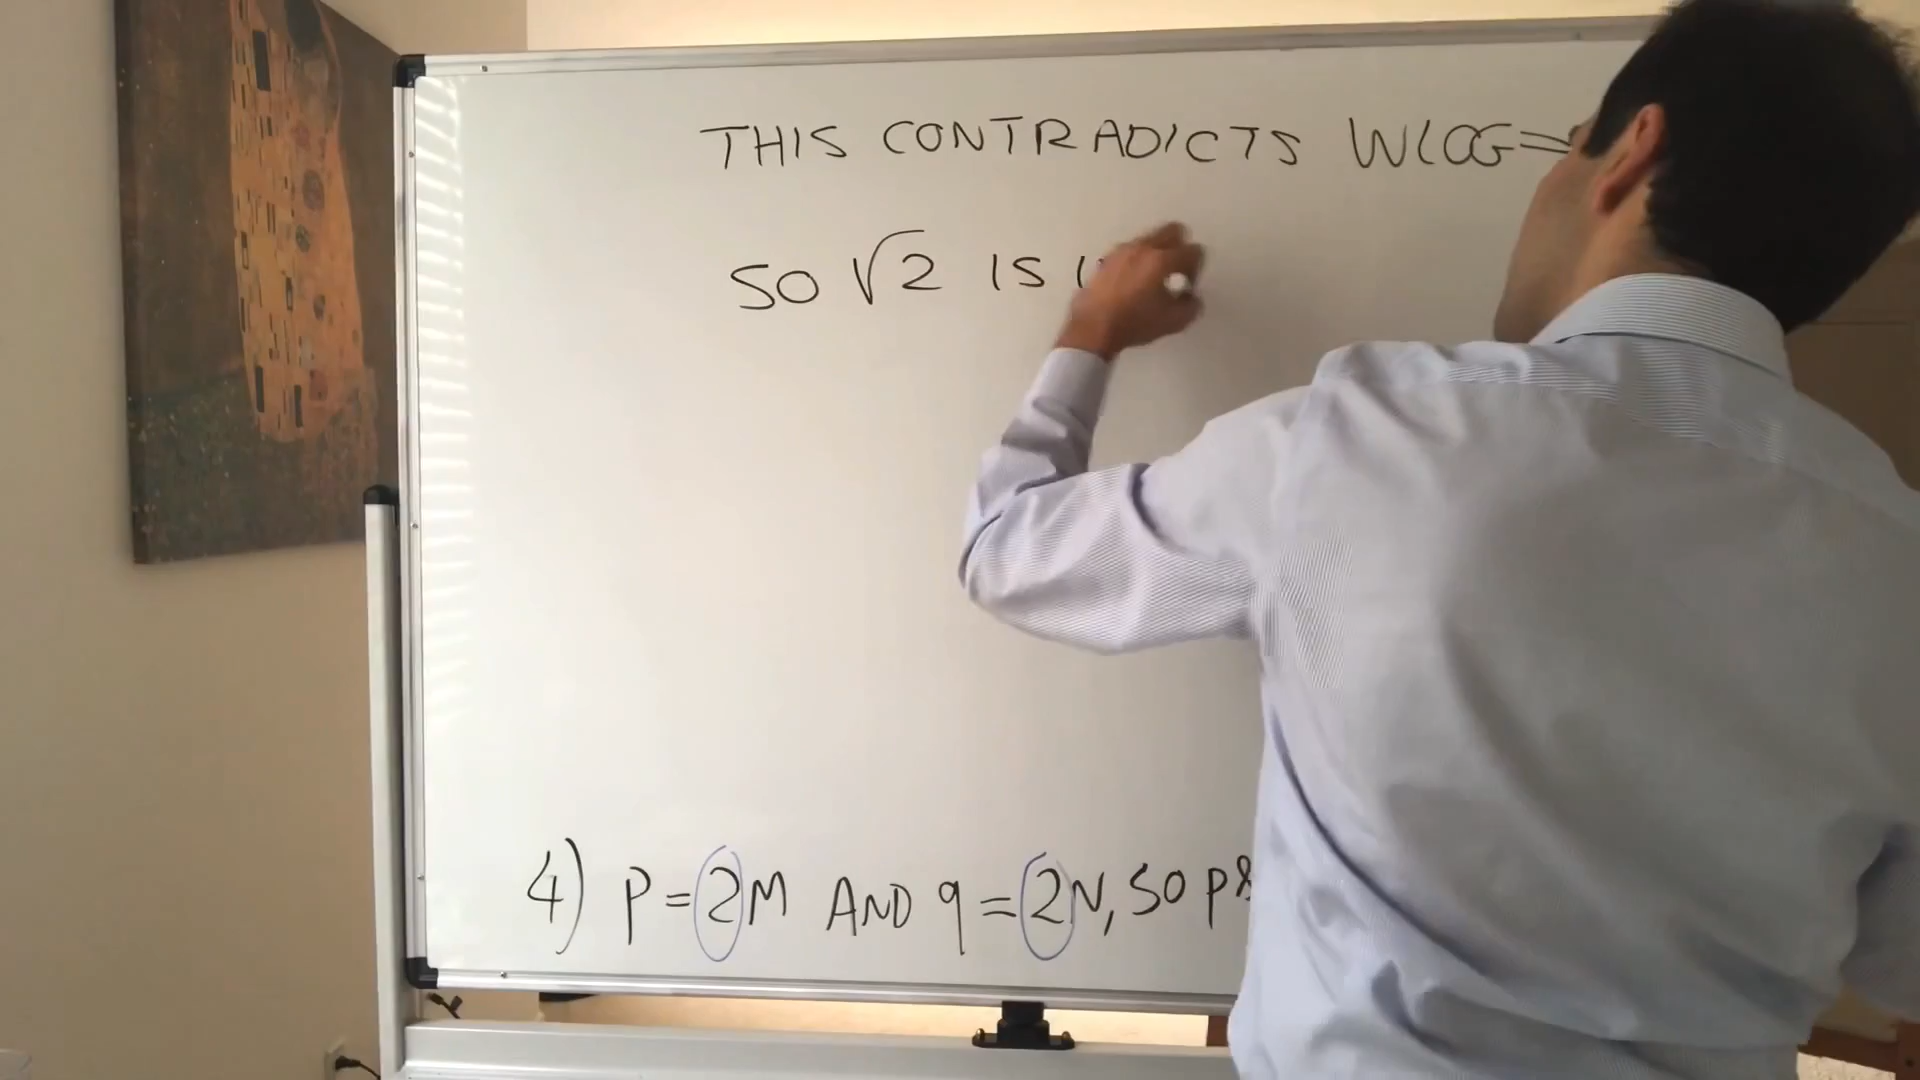 THIS CONTRADICTS WLOG
SO √2 IS
4) P = 2M AND q = 2N, SO P &